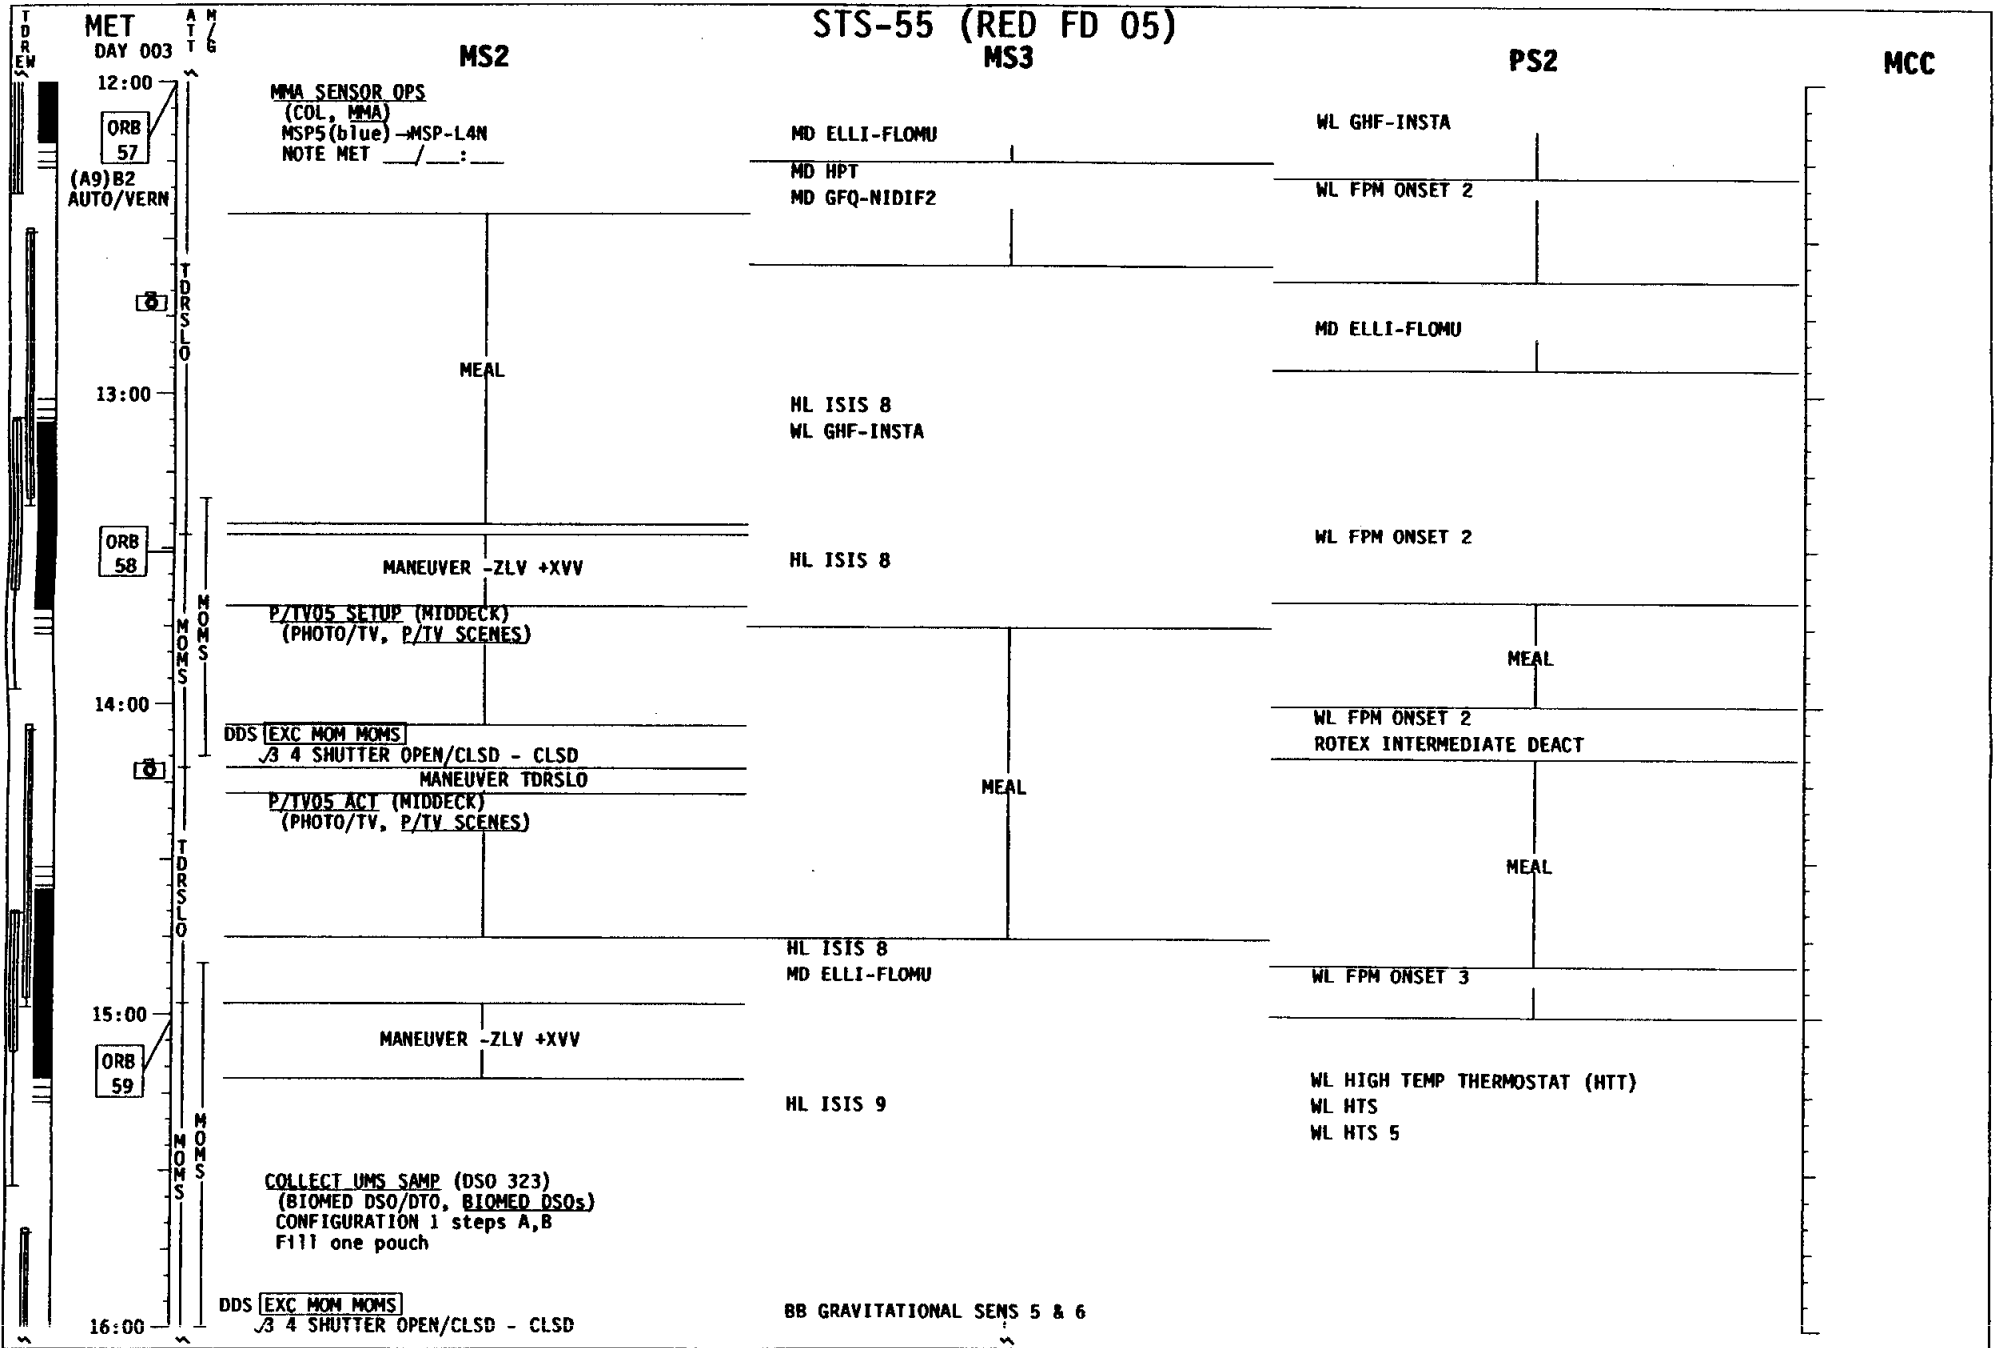 STS-55 (RED FD 05)
TDRE W
MET
DAY 003
ATT
M/G
MS2
MS3
PS2
MCC
12:00
ORB
57
(A9)B2
AUTO/VERN
TDRSLO
13:00
ORB
58
MOMS
MOMS
14:00
TDRSLO
15:00
ORB
59
MOMS
MOMS
16:00
MMA SENSOR OPS
(COL, MMA)
MSP5(blue)→MSP-L4N
NOTE MET ___/___:___
MEAL
MANEUVER -ZLV +XVV
P/TV05 SETUP (MIDDECK)
(PHOTO/TV, P/TV SCENES)
DDS EXC MOM MOMS
√3 4 SHUTTER OPEN/CLSD - CLSD
MANEUVER TDRSLO
P/TV05 ACT (MIDDECK)
(PHOTO/TV, P/TV SCENES)
MANEUVER -ZLV +XVV
COLLECT UMS SAMP (DSO 323)
(BIOMED DSO/DTO, BIOMED DSOs)
CONFIGURATION 1 steps A,B
Fill one pouch
DDS EXC MOM MOMS
√3 4 SHUTTER OPEN/CLSD - CLSD
MD ELLI-FLOMU
MD HPT
MD GFQ-NIDIF2
HL ISIS 8
WL GHF-INSTA
HL ISIS 8
MEAL
HL ISIS 8
MD ELLI-FLOMU
HL ISIS 9
BB GRAVITATIONAL SENS 5 & 6
WL GHF-INSTA
WL FPM ONSET 2
MD ELLI-FLOMU
WL FPM ONSET 2
MEAL
WL FPM ONSET 2
ROTEX INTERMEDIATE DEACT
MEAL
WL FPM ONSET 3
WL HIGH TEMP THERMOSTAT (HTT)
WL HTS
WL HTS 5